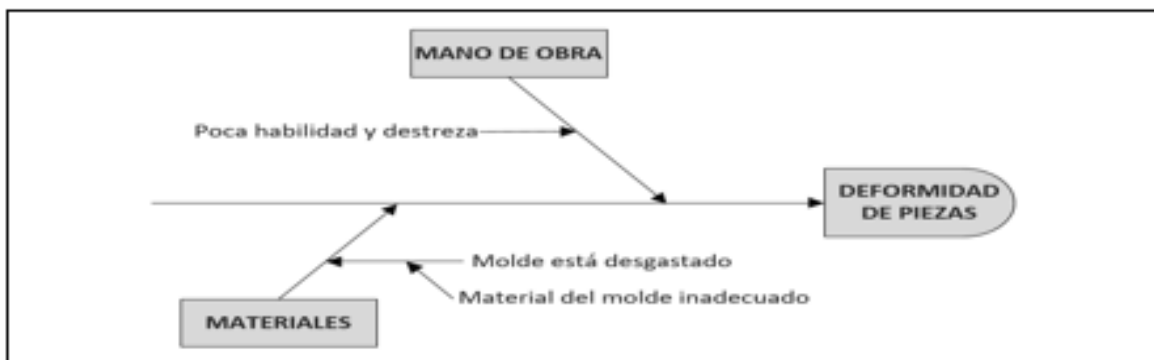 MANO DE OBRA
Poca habilidad y destreza
DEFORMIDAD
DE PIEZAS
Molde está desgastado
Material del molde inadecuado
MATERIALES